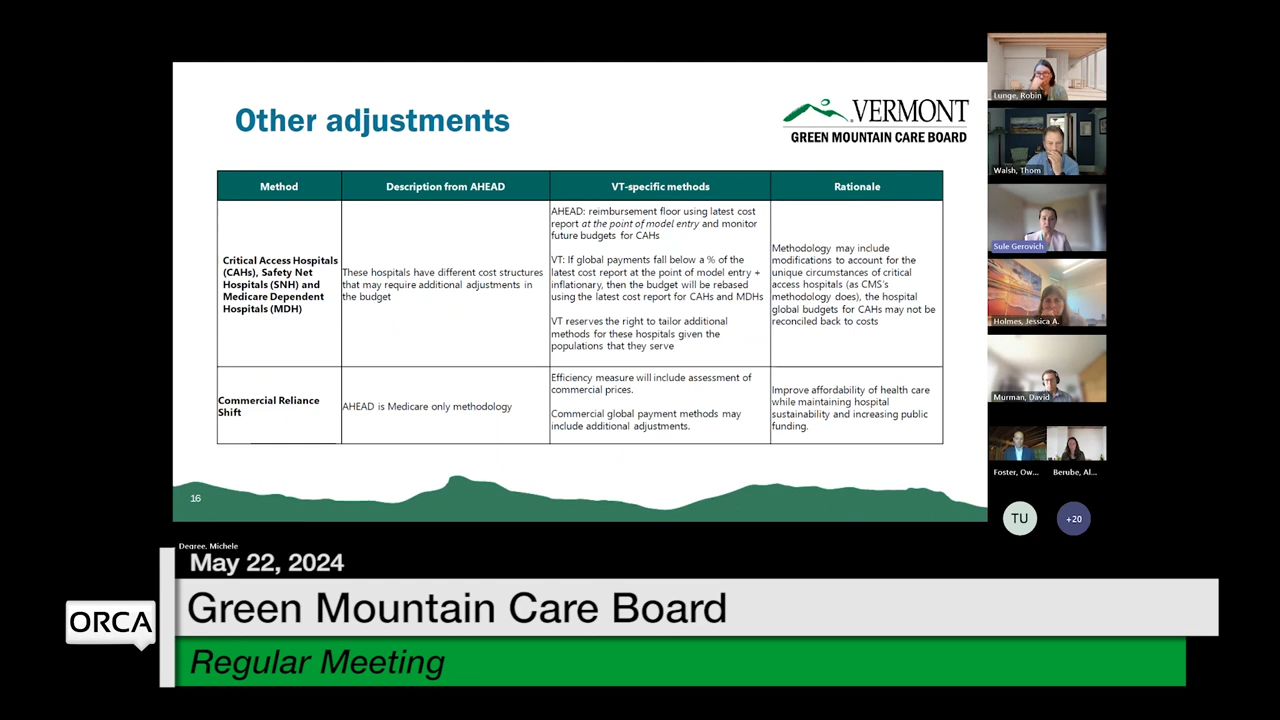 Other adjustments
VERMONT
GREEN MOUNTAIN CARE BOARD
Method
Description from AHEAD
VT-specific methods
Rationale
Critical Access Hospitals
(CAHs), Safety Net
Hospitals (SNH) and
Medicare Dependent
Hospitals (MDH)
These hospitals have different cost structures
that may require additional adjustments in
the budget
AHEAD: reimbursement floor using latest cost
report at the point of model entry and monitor
future budgets for CAHs
VT: If global payments fall below a % of the
latest cost report at the point of model entry +
inflationary, then the budget will be rebased
using the latest cost report for CAHs and MDHs
VT reserves the right to tailor additional
methods for these hospitals given the
populations that they serve
Methodology may include
modifications to account for the
unique circumstances of critical
access hospitals (as CMS's
methodology does), the hospital
global budgets for CAHs may not be
reconciled back to costs
Commercial Reliance
Shift
AHEAD is Medicare only methodology
Efficiency measure will include assessment of
commercial prices.
Commercial global payment methods may
include additional adjustments.
Improve affordability of health care
while maintaining hospital
sustainability and increasing public
funding.
16
Lunge, Robin
Walsh, Thom
Sule Gerovich
Holmes, Jessica A.
Murman, David
Foster, Ow...
Berube, Al...
TU
+20
Degree, Michele
May 22, 2024
ORCA
Green Mountain Care Board
Regular Meeting